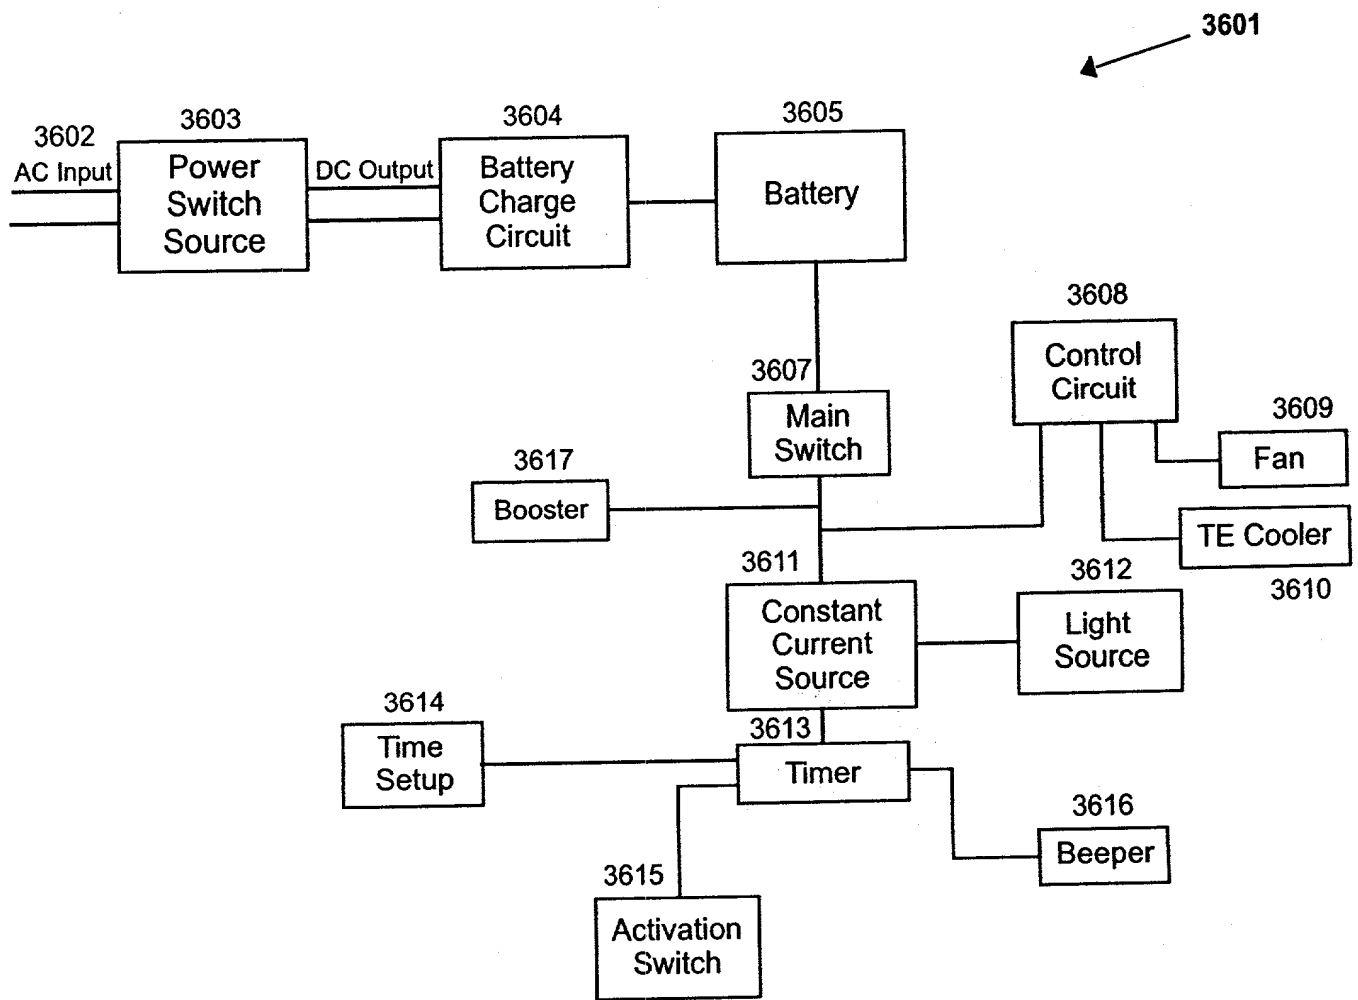 3601
3602
AC Input
3603
Power
Switch
Source
DC Output
3604
Battery
Charge
Circuit
3605
Battery
3607
Main
Switch
3608
Control
Circuit
3609
Fan
TE Cooler
3610
3617
Booster
3611
Constant
Current
Source
3612
Light
Source
3614
Time
Setup
3613
Timer
3616
Beeper
3615
Activation
Switch